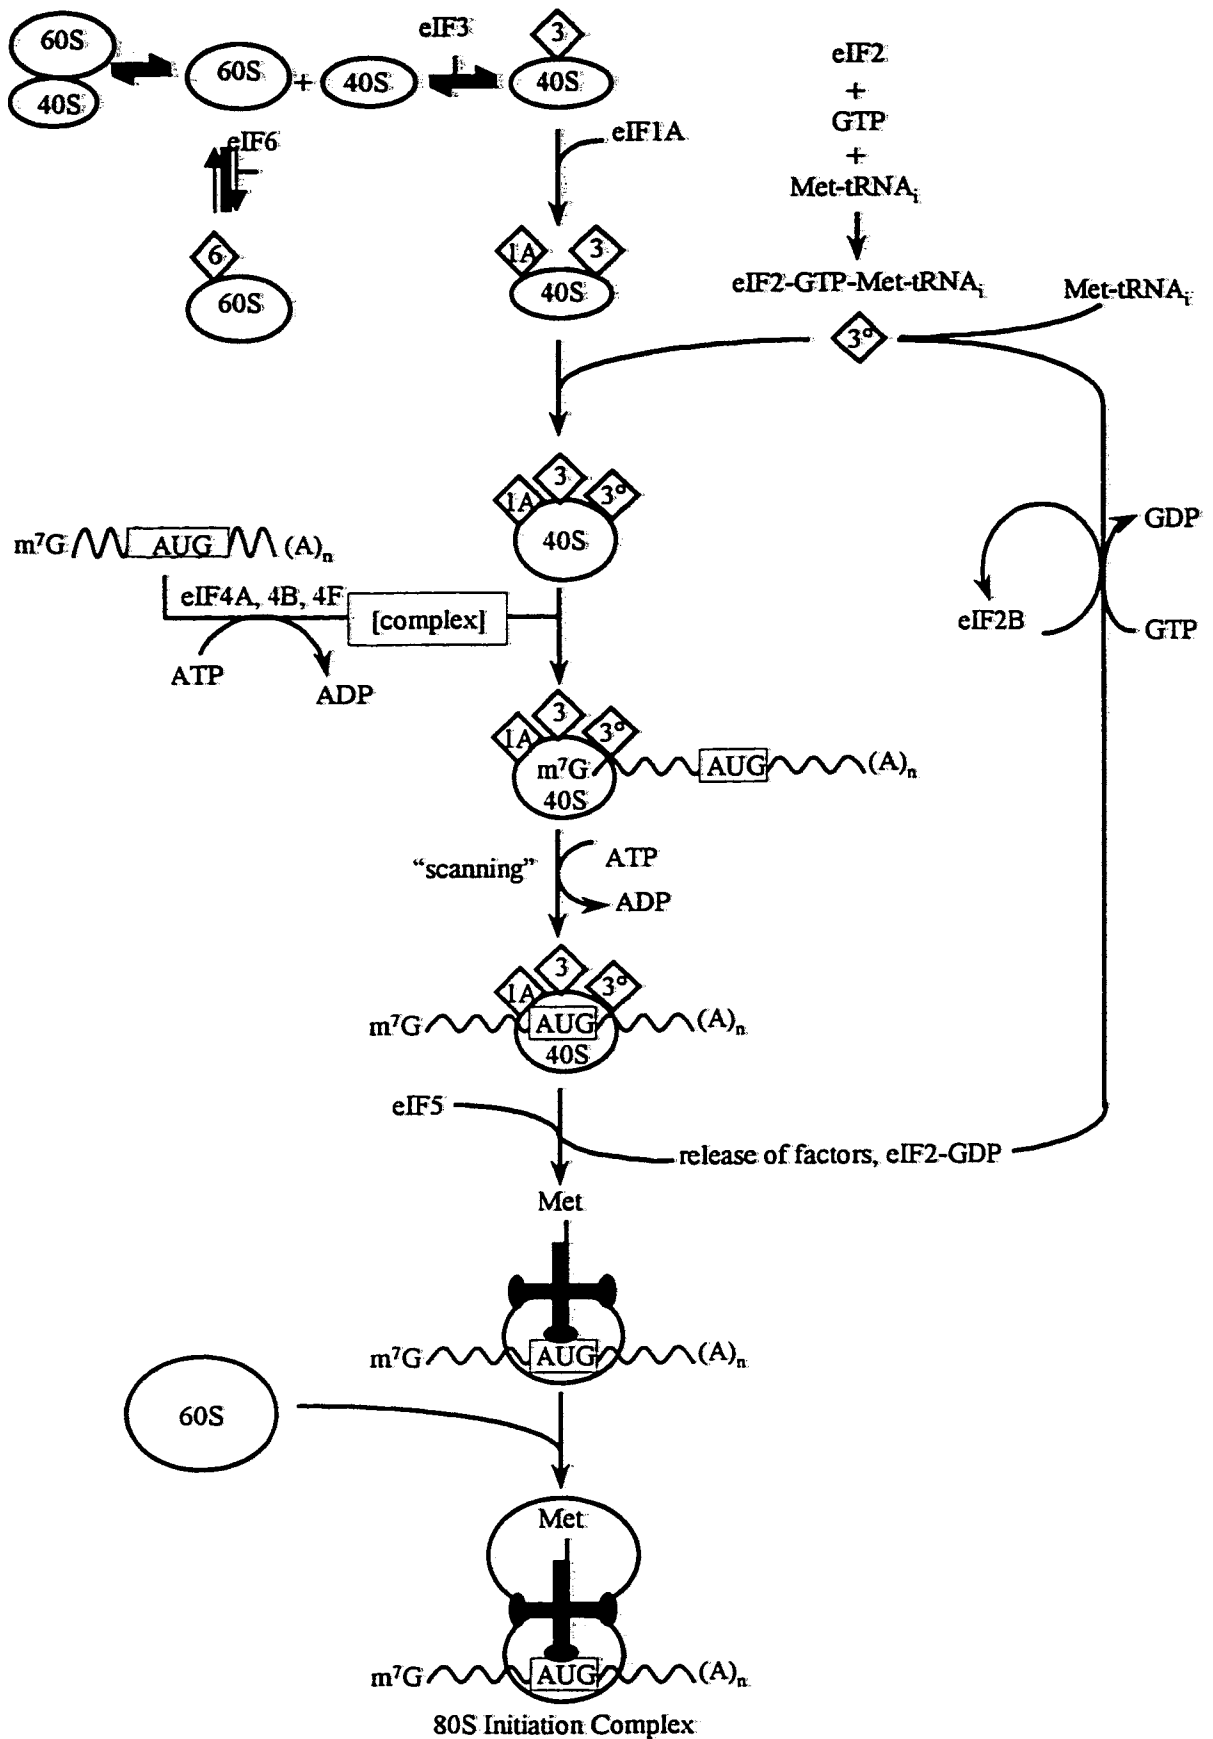 60S
40S
60S
+
40S
eIF3
3
40S
eIF2
+
GTP
+
Met-tRNAi
eIF6
6
60S
eIF1A
1A
3
40S
eIF2-GTP-Met-tRNAi
Met-tRNAi
3°
1A
3
3°
40S
m⁷G
AUG
(A)n
eIF4A, 4B, 4F
[complex]
ATP
ADP
GDP
eIF2B
GTP
1A
3
3°
m⁷G
40S
AUG
(A)n
“scanning”
ATP
ADP
1A
3
3°
m⁷G
AUG
(A)n
40S
eIF5
release of factors, eIF2-GDP
Met
m⁷G
AUG
(A)n
60S
Met
m⁷G
AUG
(A)n
80S Initiation Complex